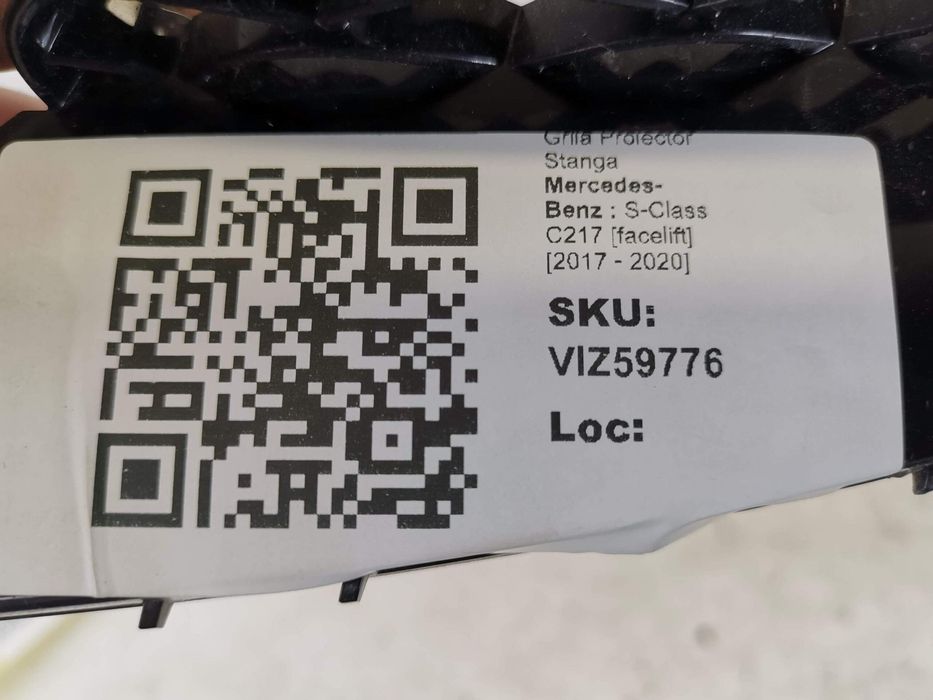 Grila Proiector
Stanga
Mercedes-
Benz : S-Class
C217 [facelift]
[2017 - 2020]
SKU:
VIZ59776
Loc: